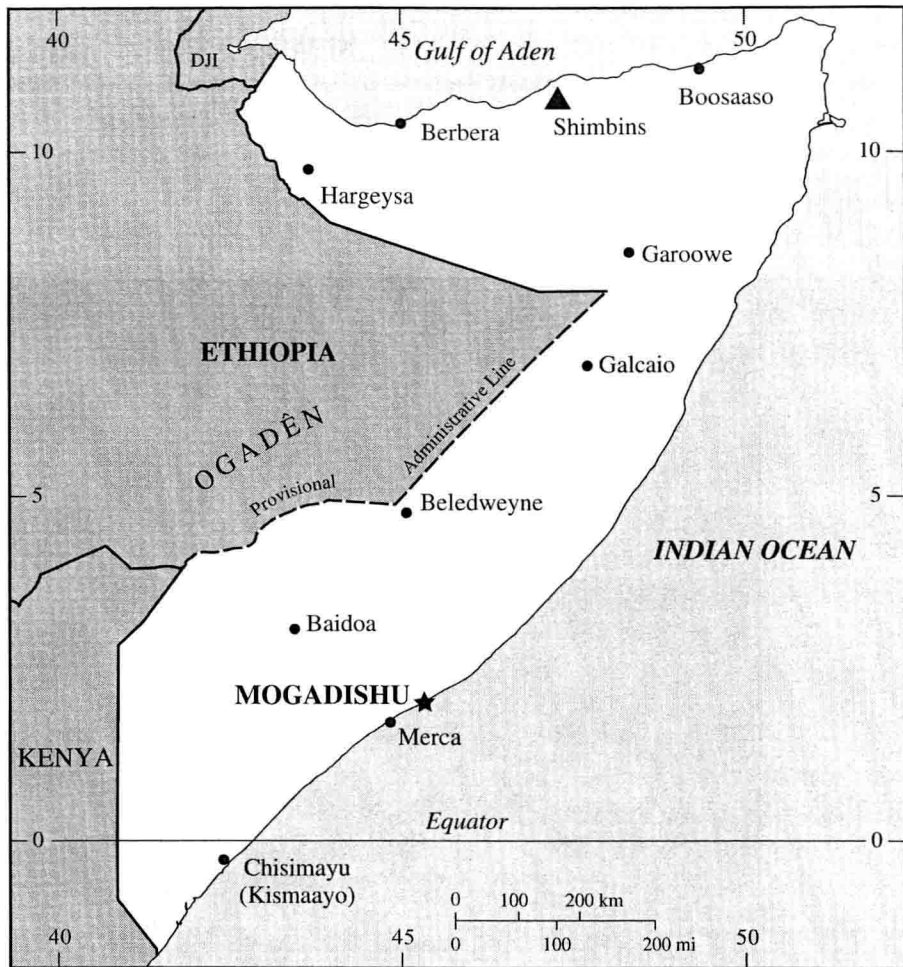 40
45
50
Gulf of Aden
DJI
Boosaaso
Berbera
Shimbins
10
10
Hargeysa
Garoowe
ETHIOPIA
Galcaio
Administrative Line
OGADÊN
Provisional
5
5
Beledweyne
INDIAN OCEAN
Baidoa
MOGADISHU
Merca
KENYA
Equator
0
0
Chisimayu
(Kismaayo)
0 100 200 km
0 100 200 mi
40
45
50